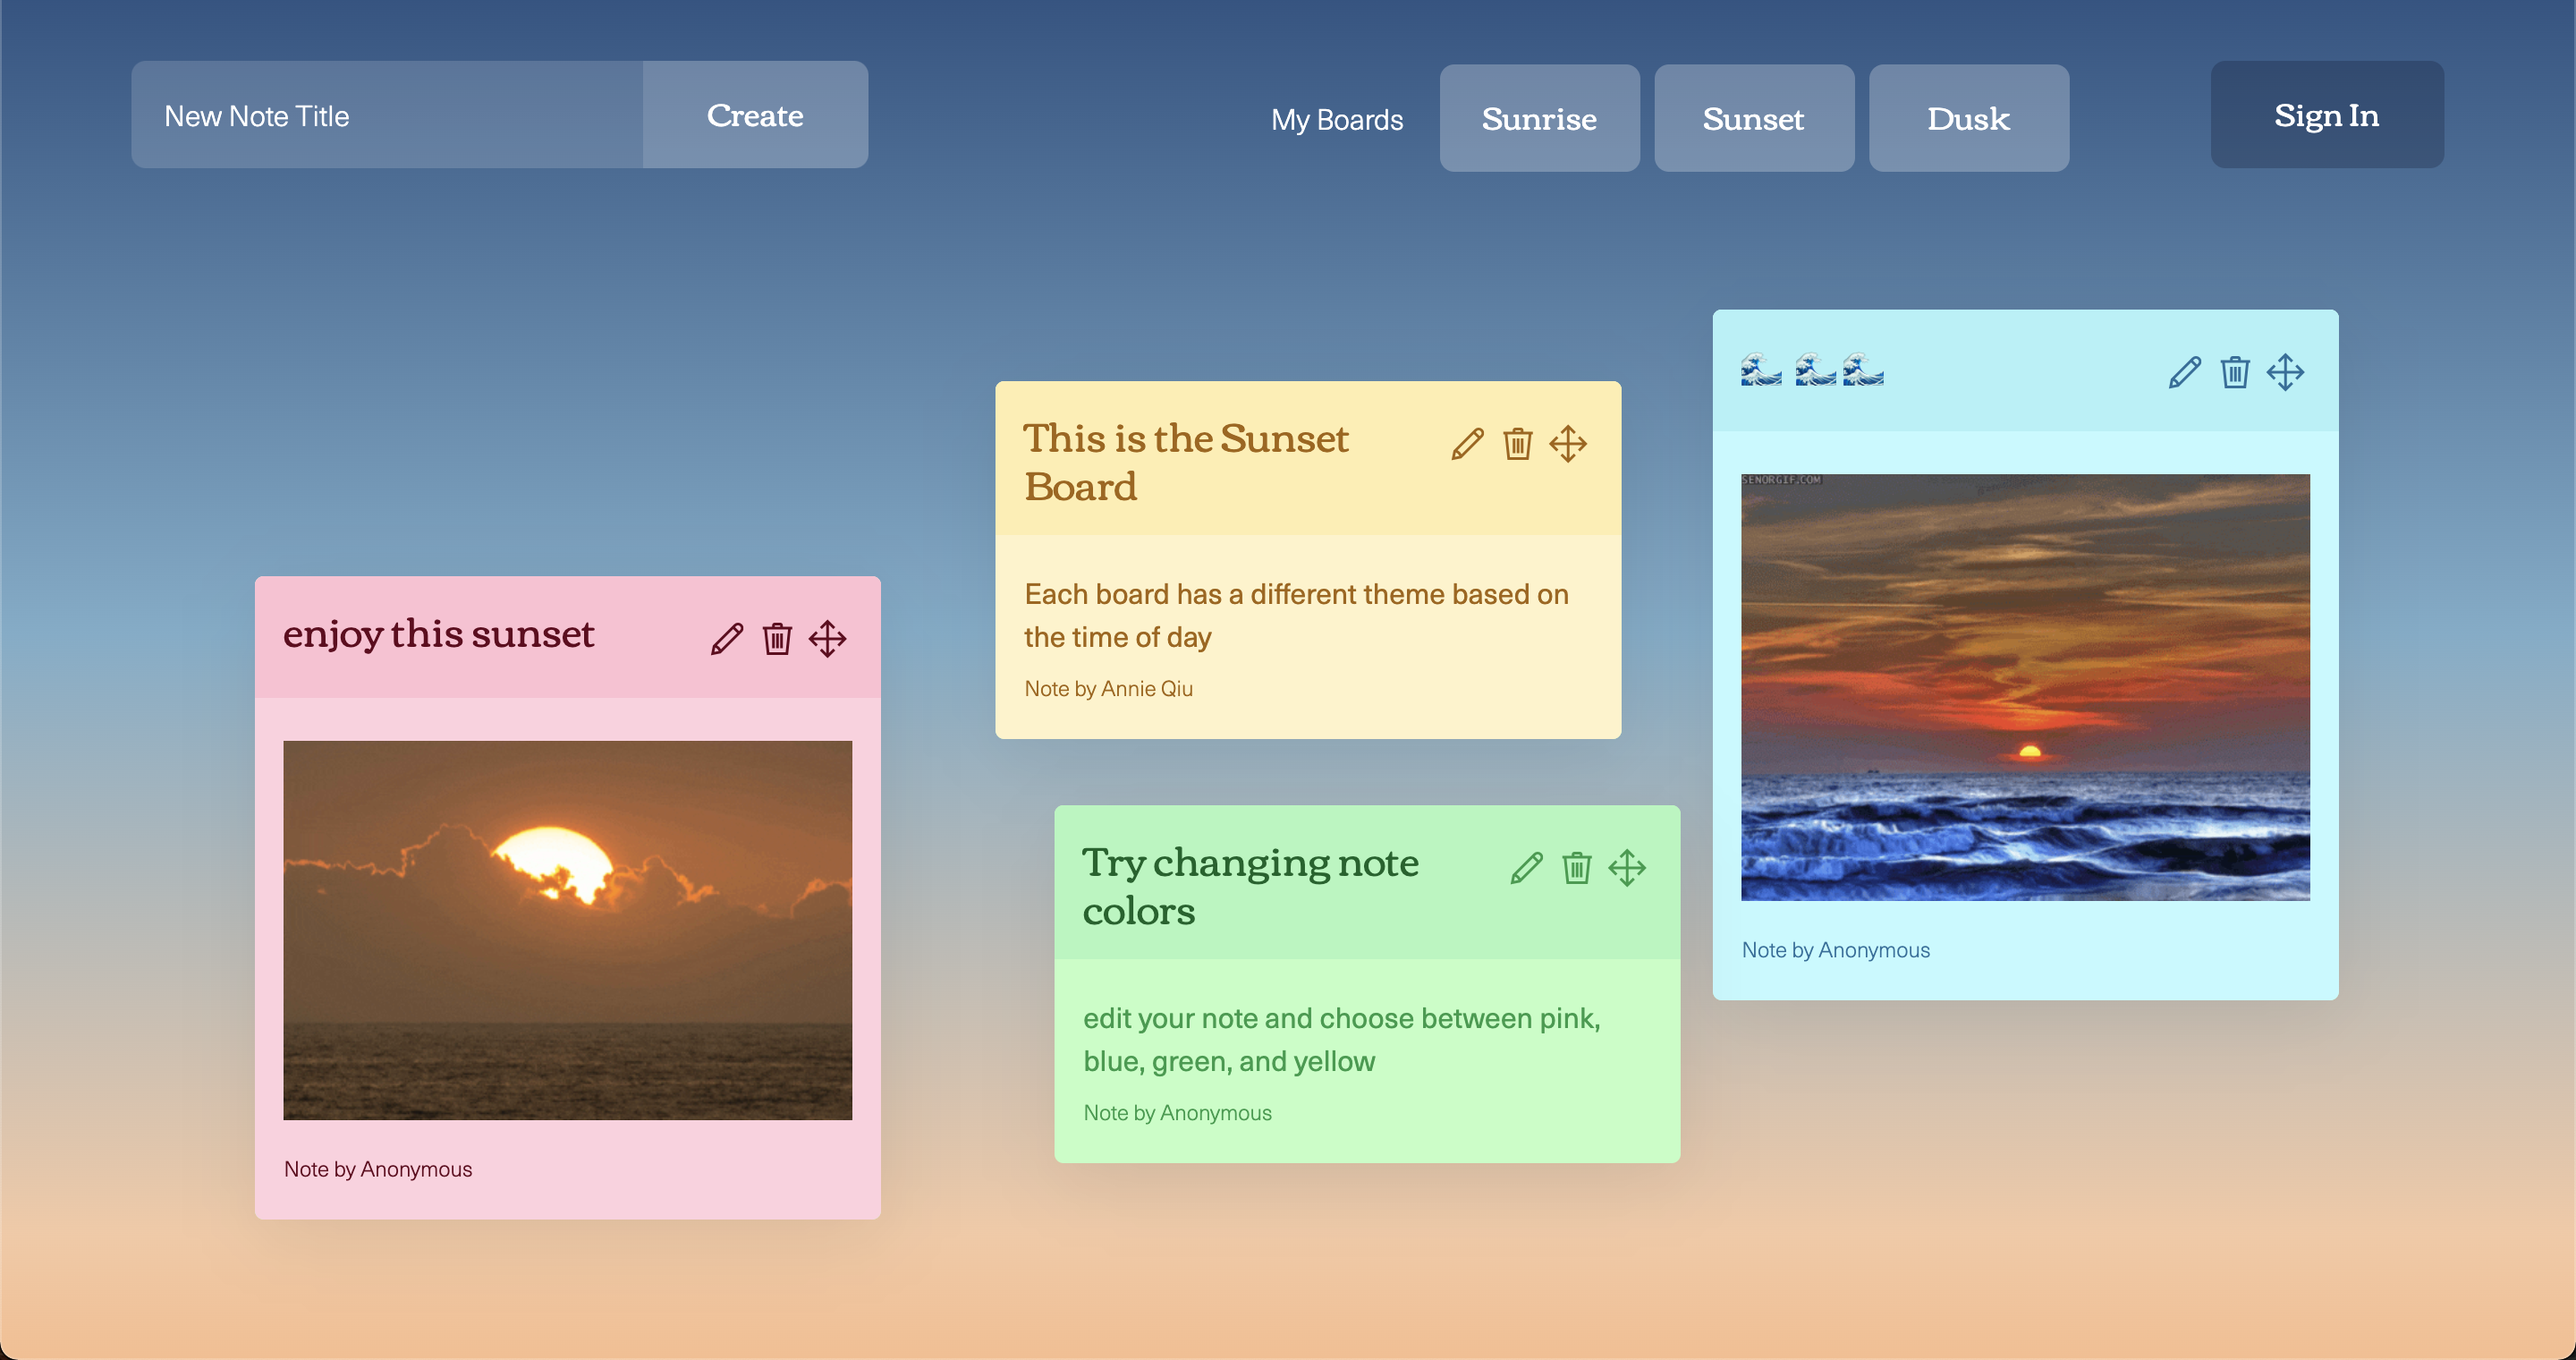 New Note Title
Create
My Boards
Sunrise
Sunset
Dusk
Sign In
🌊 🌊🌊
SENORGIF.COM
Note by Anonymous
This is the Sunset
Board
Each board has a different theme based on
the time of day
Note by Annie Qiu
enjoy this sunset
Note by Anonymous
Try changing note
colors
edit your note and choose between pink,
blue, green, and yellow
Note by Anonymous